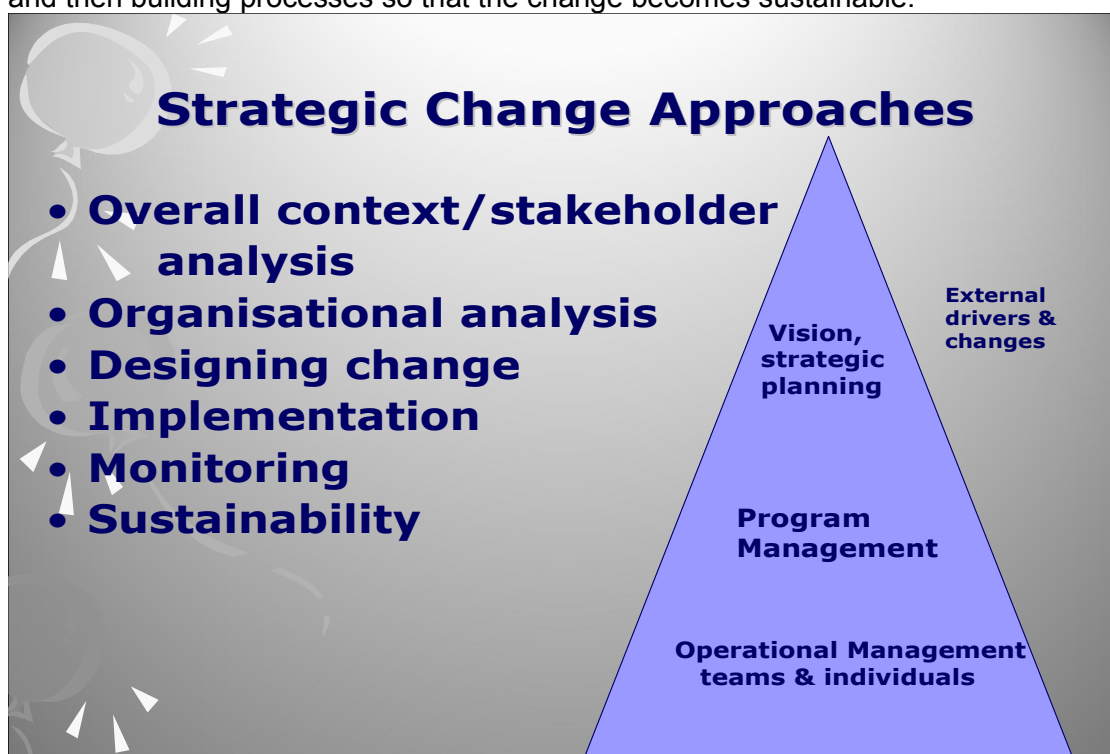 and then building processes so that the change becomes sustainable.
Strategic Change Approaches
• Overall context/stakeholder
analysis
• Organisational analysis
• Designing change
• Implementation
• Monitoring
• Sustainability
External
drivers &
changes
Vision,
strategic
planning
Program
Management
Operational Management
teams & individuals